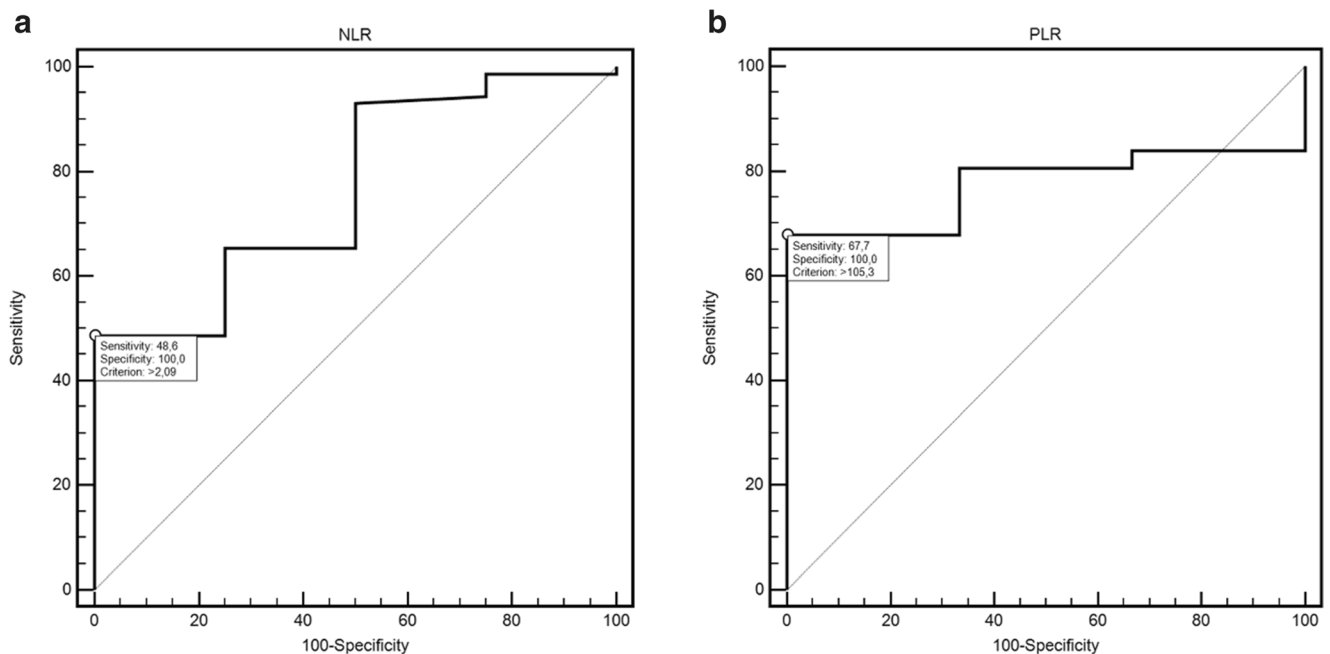 a
NLR
100
80
60
40
20
0
Sensitivity
Sensitivity: 48,6
Specificity: 100,0
Criterion: >2,09
0 20 40 60 80 100
100-Specificity
b
PLR
100
80
60
40
20
0
Sensitivity
Sensitivity: 67,7
Specificity: 100,0
Criterion: >105,3
0 20 40 60 80 100
100-Specificity